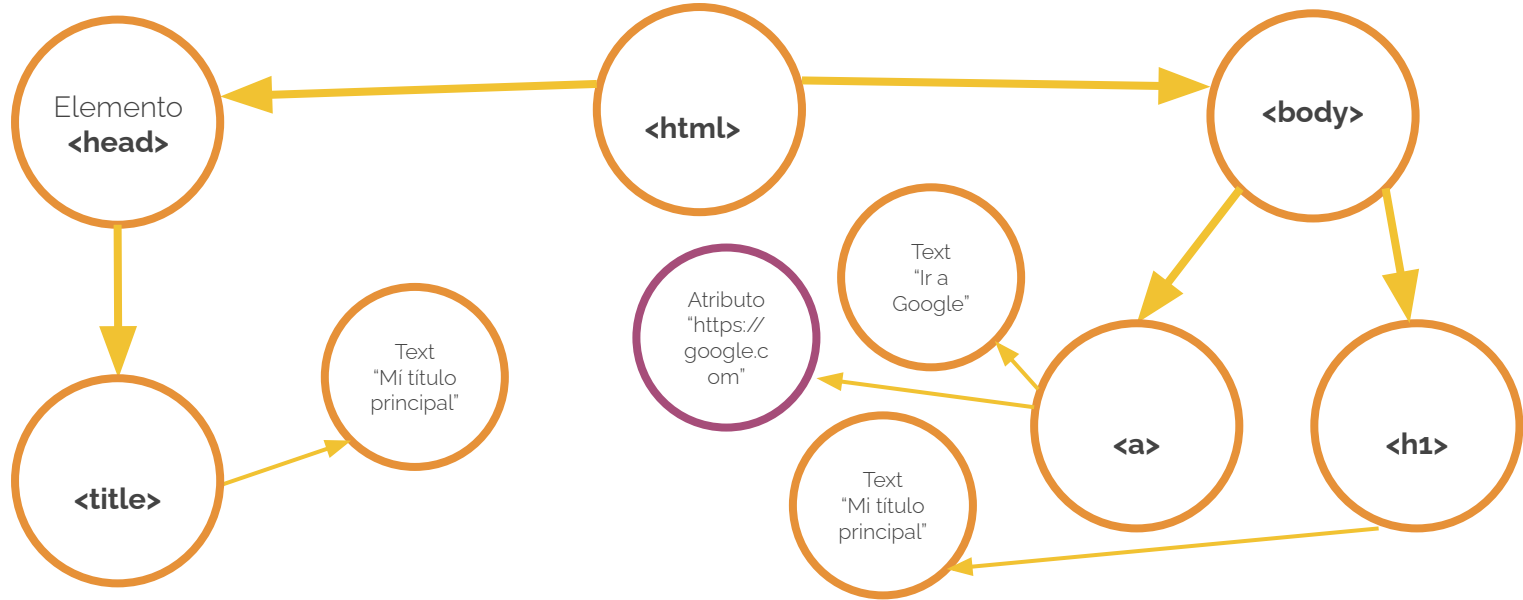 Elemento
<head>
<html>
<body>
Text
“Ir a
Google”
Atributo
“https://
google.c
om”
Text
“Mí título
principal”
<title>
<a>
<h1>
Text
“Mi título
principal”